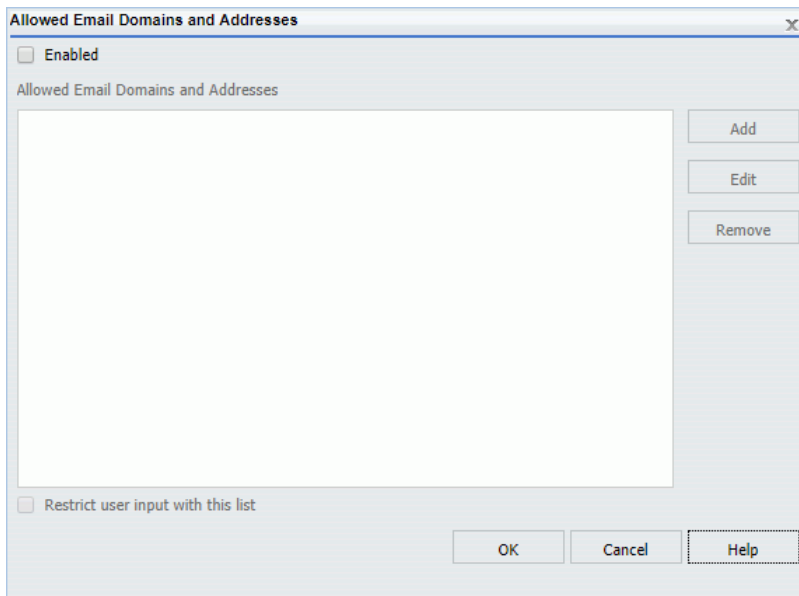 Allowed Email Domains and Addresses
x
Enabled
Allowed Email Domains and Addresses
Add
Edit
Remove
Restrict user input with this list
OK Cancel Help